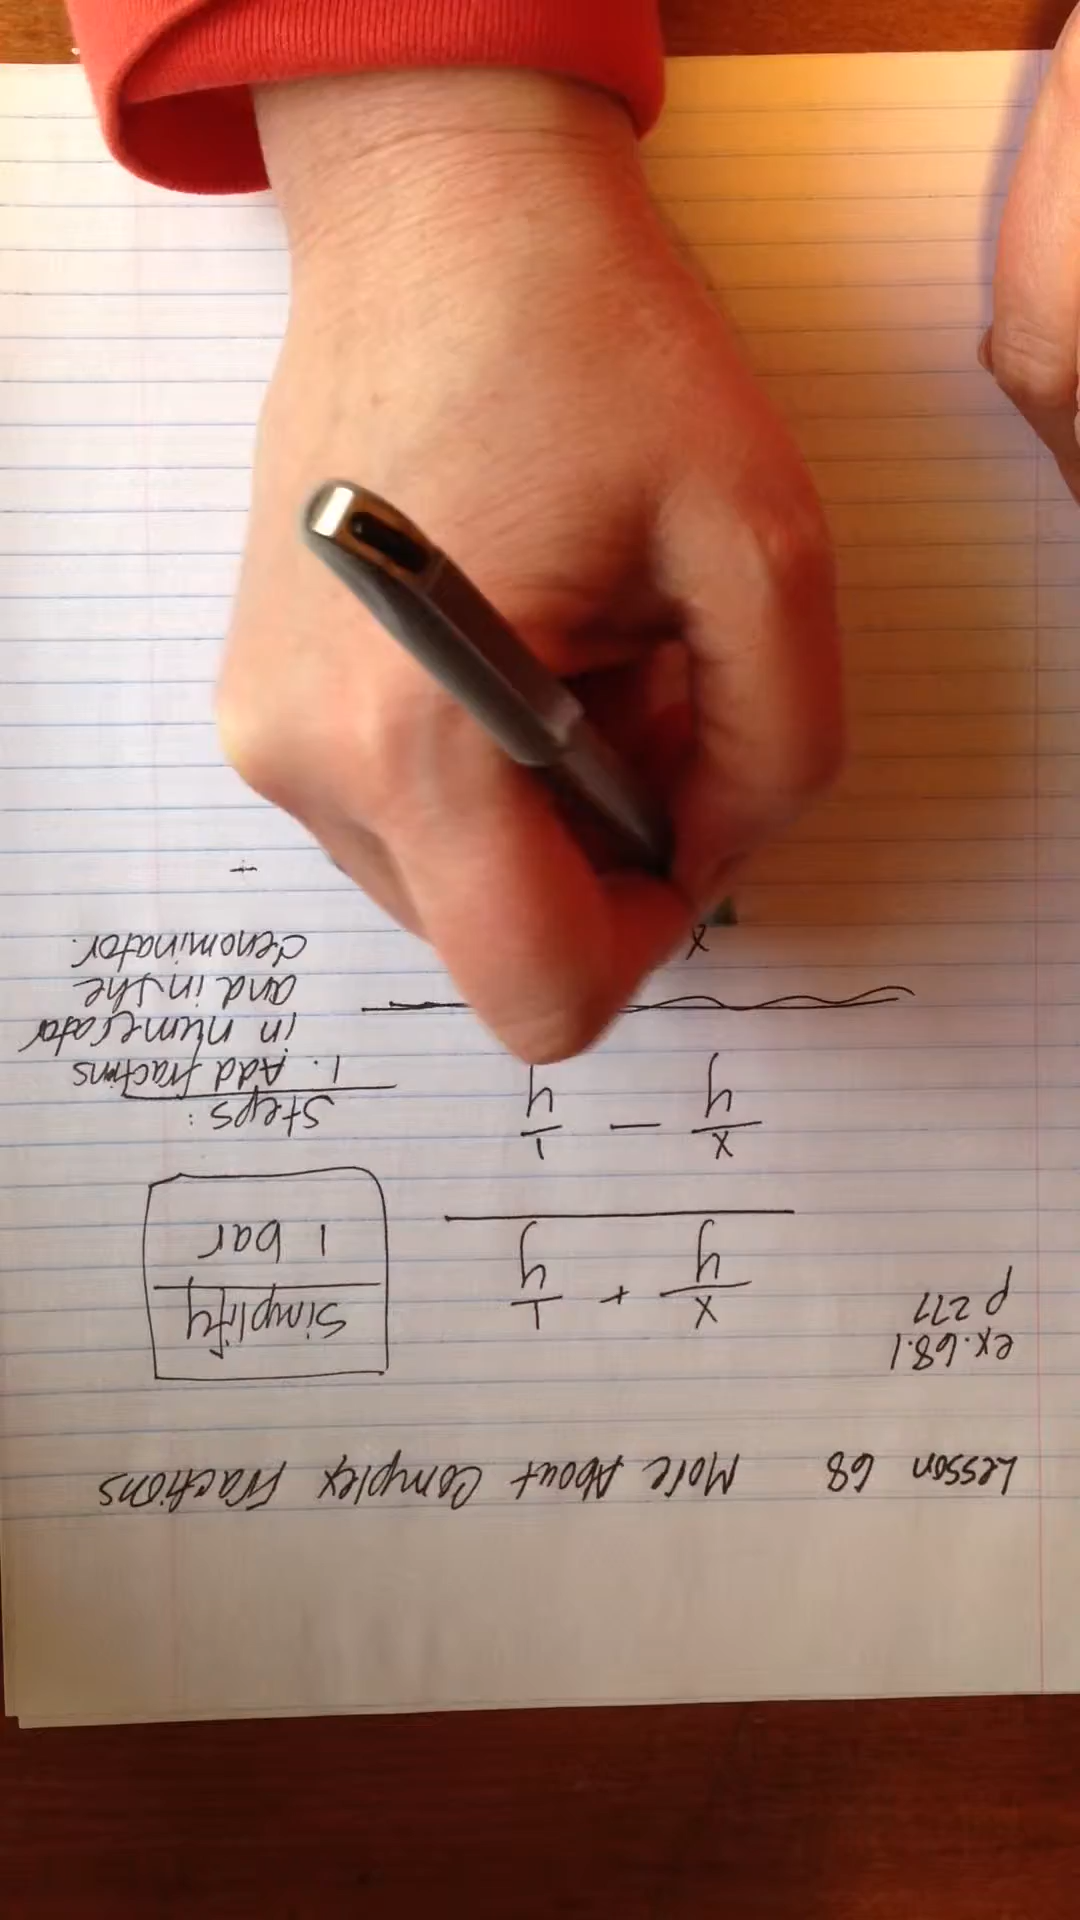 Lesson 68 More About Complex Fractions
ex. 68.1
p 277
x/y + 1/y
x/y - 1/y
Simplify
1 bar
Steps:
1. Add fractions
in numerator
and in the
denominator.
x